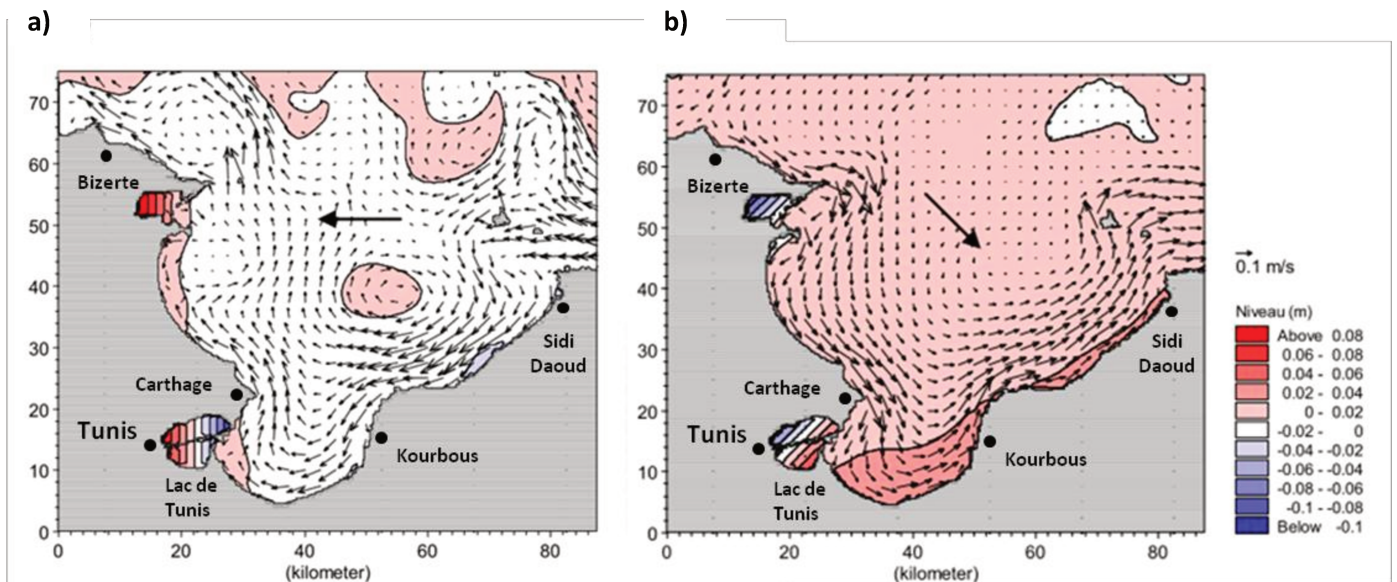 a)
70
60
50
40
30
20
10
0
0 20 40 60 80
(kilometer)
Bizerte
Carthage
Tunis
Lac de
Tunis
Kourbous
Sidi
Daoud
b)
70
60
50
40
30
20
10
0
0 20 40 60 80
(kilometer)
Bizerte
Carthage
Tunis
Lac de
Tunis
Kourbous
Sidi
Daoud
0.1 m/s
Niveau (m)
Above 0.08
0.06 - 0.08
0.04 - 0.06
0.02 - 0.04
0 - 0.02
-0.02 - 0
-0.04 - -0.02
-0.06 - -0.04
-0.08 - -0.06
-0.1 - -0.08
Below -0.1